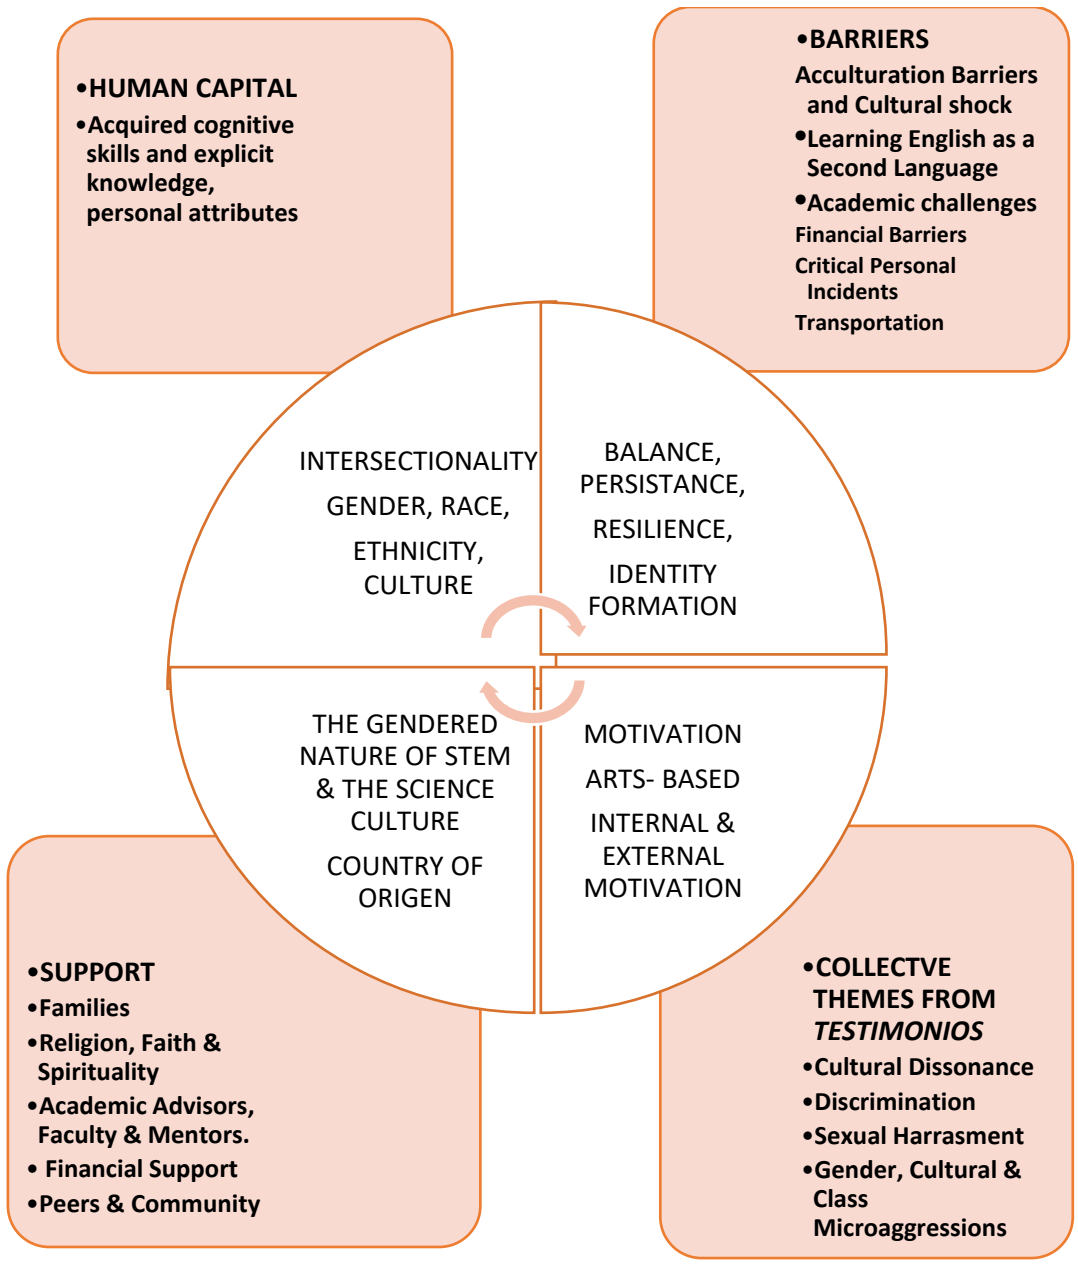 •HUMAN CAPITAL
•Acquired cognitive
skills and explicit
knowledge,
personal attributes
•BARRIERS
Acculturation Barriers
and Cultural shock
•Learning English as a
Second Language
•Academic challenges
Financial Barriers
Critical Personal
Incidents
Transportation
INTERSECTIONALITY
GENDER, RACE,
ETHNICITY,
CULTURE
BALANCE,
PERSISTANCE,
RESILIENCE,
IDENTITY
FORMATION
THE GENDERED
NATURE OF STEM
& THE SCIENCE
CULTURE
COUNTRY OF
ORIGEN
MOTIVATION
ARTS- BASED
INTERNAL &
EXTERNAL
MOTIVATION
•SUPPORT
•Families
•Religion, Faith &
Spirituality
•Academic Advisors,
Faculty & Mentors.
• Financial Support
•Peers & Community
•COLLECTVE
THEMES FROM
TESTIMONIOS
•Cultural Dissonance
•Discrimination
•Sexual Harrasment
•Gender, Cultural &
Class
Microaggressions